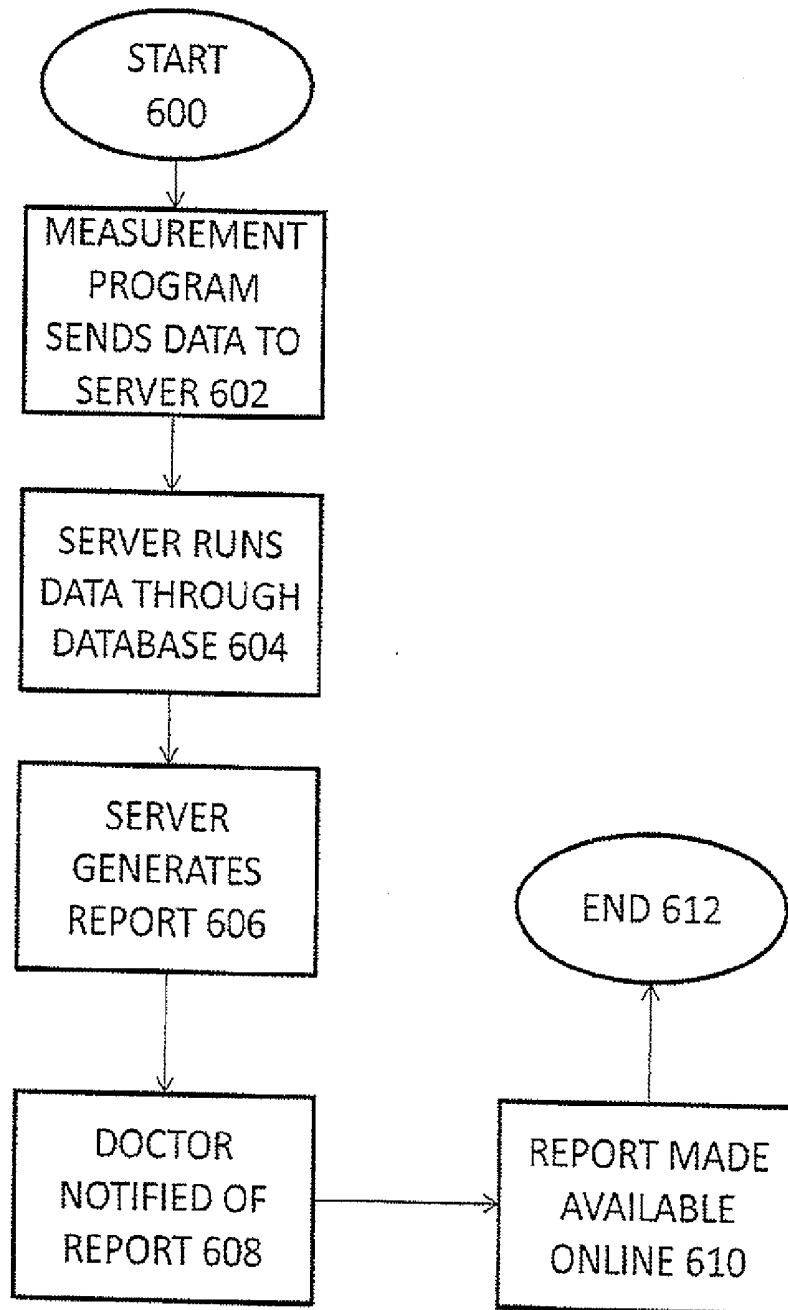 START
600
MEASUREMENT
PROGRAM
SENDS DATA TO
SERVER 602
SERVER RUNS
DATA THROUGH
DATABASE 604
SERVER
GENERATES
REPORT 606
DOCTOR
NOTIFIED OF
REPORT 608
REPORT MADE
AVAILABLE
ONLINE 610
END 612